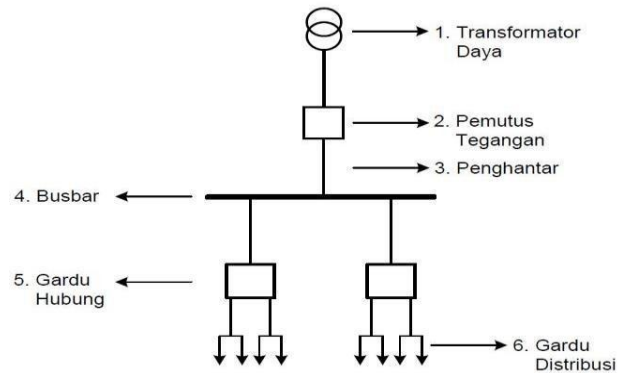 1. Transformator
Daya
2. Pemutus
Tegangan
3. Penghantar
4. Busbar
5. Gardu
Hubung
6. Gardu
Distribusi